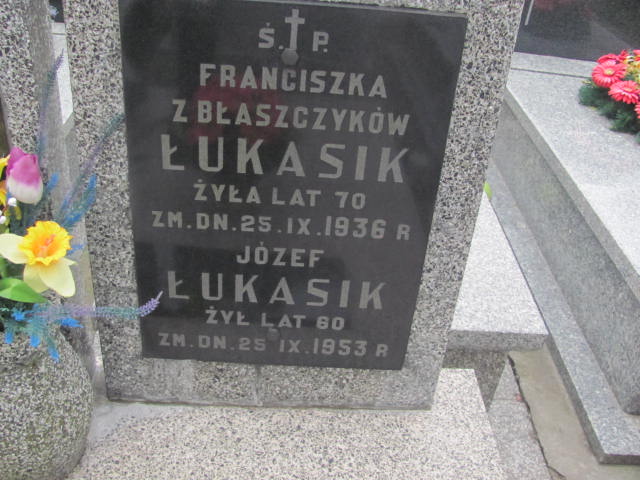 Ś. P.
FRANCISZKA
Z BŁASZCZYKÓW
ŁUKASIK
ŻYŁA LAT 70
ZM. DN. 25. IX. 1936 R
JÓZEF
ŁUKASIK
ŻYŁ LAT 60
ZM. DN. 25 IX. 1953 R